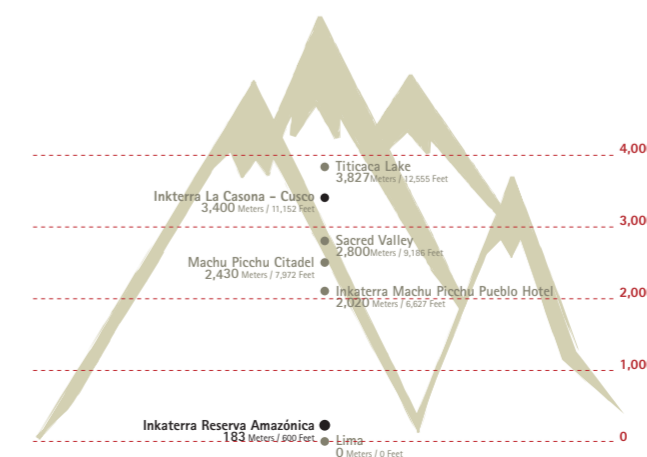 4,00
Titicaca Lake
3,827 Meters / 12,555 Feet
Inkterra La Casona - Cusco
3,400 Meters / 11,152 Feet
3,00
Sacred Valley
2,800 Meters / 9,186 Feet
Machu Picchu Citadel
2,430 Meters / 7,972 Feet
Inkaterra Machu Picchu Pueblo Hotel
2,00
2,020 Meters / 6,627 Feet
1,00
Inkaterra Reserva Amazónica
183 Meters / 600 Feet
Lima
0
0 Meters / 0 Feet